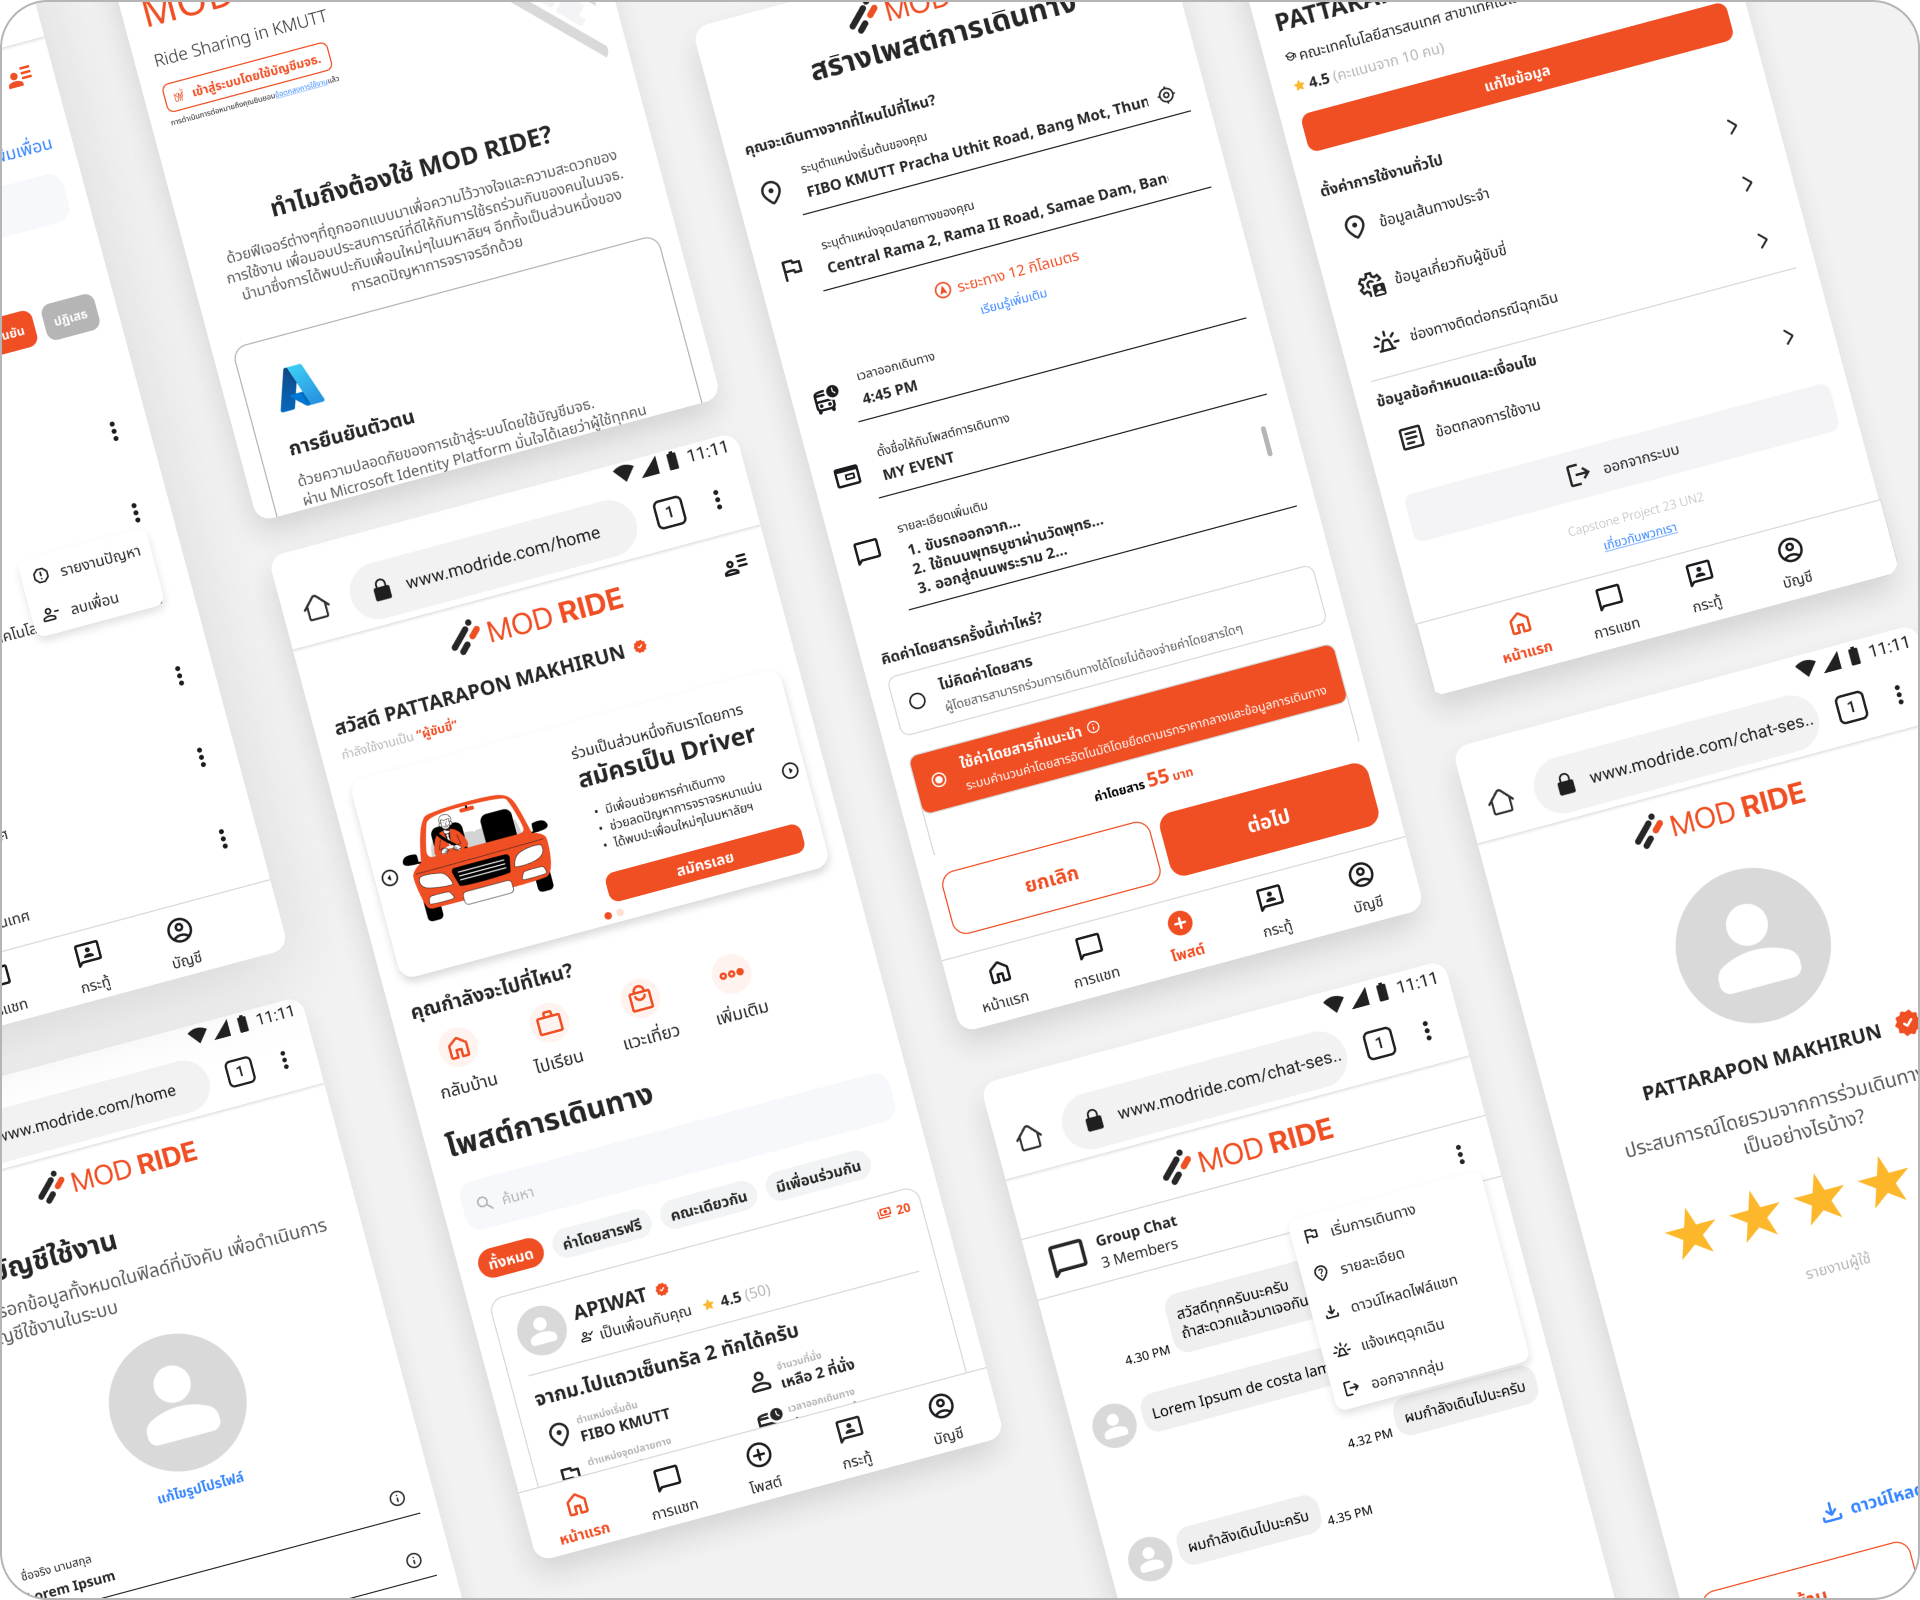 MOD
Ride Sharing in KMUTT
เข้าสู่ระบบโดยใช้บัญชีมจธ.
การดำเนินการต่อหมายถึงคุณยินยอมข้อตกลงการใช้งานแล้ว
ทำไมถึงต้องใช้ MOD RIDE?
ด้วยฟีเจอร์ต่างๆที่ถูกออกแบบมาเพื่อความไว้วางใจและความสะดวกของ
การใช้งาน เพื่อมอบประสบการณ์ที่ดีให้กับการใช้รถร่วมกันของคนในมจธ.
นำมาซึ่งการได้พบปะกับเพื่อนใหม่ๆในมหาลัยฯ อีกทั้งเป็นส่วนหนึ่งของ
การลดปัญหาการจราจรอีกด้วย
การยืนยันตัวตน
ด้วยความปลอดภัยของการเข้าสู่ระบบโดยใช้บัญชีมจธ.
ผ่าน Microsoft Identity Platform มั่นใจได้เลยว่าผู้ใช้ทุกคน
ปฏิเสธ
รายงานปัญหา
ลบเพื่อน
กระทู้
บัญชี
11:11
1
www.modride.com/home
MOD RIDE
บัญชีใช้งาน
แก้ไขรูปโปรไฟล์
ชื่อจริง นามสกุล
Lorem Ipsum
11:11
1
www.modride.com/home
MOD RIDE
สวัสดี PATTARAPON MAKHIRUN
กำลังใช้งานเป็น “ผู้ขับขี่”
ร่วมเป็นส่วนหนึ่งกับเราโดยการ
สมัครเป็น Driver
• มีเพื่อนช่วยหารค่าเดินทาง
• ช่วยลดปัญหาการจราจรหนาแน่น
• ได้พบปะเพื่อนใหม่ๆในมหาลัยฯ
สมัครเลย
คุณกำลังจะไปที่ไหน?
กลับบ้าน
ไปเรียน
แวะเที่ยว
เพิ่มเติม
โพสต์การเดินทาง
ค้นหา
ทั้งหมด
ค่าโดยสารฟรี
คณะเดียวกัน
มีเพื่อนร่วมกัน
20
APIWAT
เป็นเพื่อนกับคุณ
4.5 (50)
จากม.ไปแถวเซ็นทรัล 2 ทักได้ครับ
ตำแหน่งเริ่มต้น
FIBO KMUTT
จำนวนที่นั่ง
เหลือ 2 ที่นั่ง
ตำแหน่งจุดปลายทาง
เวลาออกเดินทาง
หน้าแรก
การแชท
โพสต์
กระทู้
บัญชี
MOD
สร้างโพสต์การเดินทาง
คุณจะเดินทางจากที่ไหนไปที่ไหน?
ระบุตำแหน่งเริ่มต้นของคุณ
FIBO KMUTT Pracha Uthit Road, Bang Mot, Thun
ระบุตำแหน่งจุดปลายทางของคุณ
Central Rama 2, Rama II Road, Samae Dam, Ban
ระยะทาง 12 กิโลเมตร
เรียนรู้เพิ่มเติม
เวลาออกเดินทาง
4:45 PM
ตั้งชื่อให้กับโพสต์การเดินทาง
MY EVENT
รายละเอียดเพิ่มเติม
1. ขับรถออกจาก...
2. ใช้ถนนพุทธบูชาผ่านวัดพุทธ...
3. ออกสู่ถนนพระราม 2...
คิดค่าโดยสารครั้งนี้เท่าไหร่?
ไม่คิดค่าโดยสาร
ผู้โดยสารสามารถร่วมการเดินทางได้โดยไม่ต้องจ่ายค่าโดยสารใดๆ
ใช้ค่าโดยสารที่แนะนำ
ระบบคำนวนค่าโดยสารอัตโนมัติโดยยึดตามเรทราคากลางและข้อมูลการเดินทาง
ค่าโดยสาร 55 บาท
ยกเลิก
ต่อไป
หน้าแรก
การแชท
โพสต์
กระทู้
บัญชี
11:11
1
www.modride.com/chat-ses..
MOD RIDE
Group Chat
3 Members
เริ่มการเดินทาง
รายละเอียด
ดาวน์โหลดไฟล์แชท
แจ้งเหตุฉุกเฉิน
ออกจากกลุ่ม
สวัสดีทุกครับนะครับ
ถ้าสะดวกแล้วมาเจอกัน
4.30 PM
Lorem Ipsum de costa lam
ผมกำลังเดินไปนะครับ
4.32 PM
ผมกำลังเดินไปนะครับ
4.35 PM
คณะเทคโนโลยีสารสนเทศ
4.5 (คะแนนจาก 10 คน)
แก้ไขข้อมูล
ตั้งค่าการใช้งานทั่วไป
ข้อมูลเส้นทางประจำ
ข้อมูลเกี่ยวกับผู้ขับขี่
ช่องทางติดต่อกรณีฉุกเฉิน
ข้อมูลข้อกำหนดและเงื่อนไข
ข้อตกลงการใช้งาน
ออกจากระบบ
Capstone Project 23 UN2
เกี่ยวกับพวกเรา
หน้าแรก
การแชท
กระทู้
บัญชี
11:11
1
www.modride.com/chat-ses..
MOD RIDE
PATTARAPON MAKHIRUN
ประสบการณ์โดยรวมจากการร่วมเดินทาง
เป็นอย่างไรบ้าง?
รายงานผู้ใช้
ดาวน์โหลด